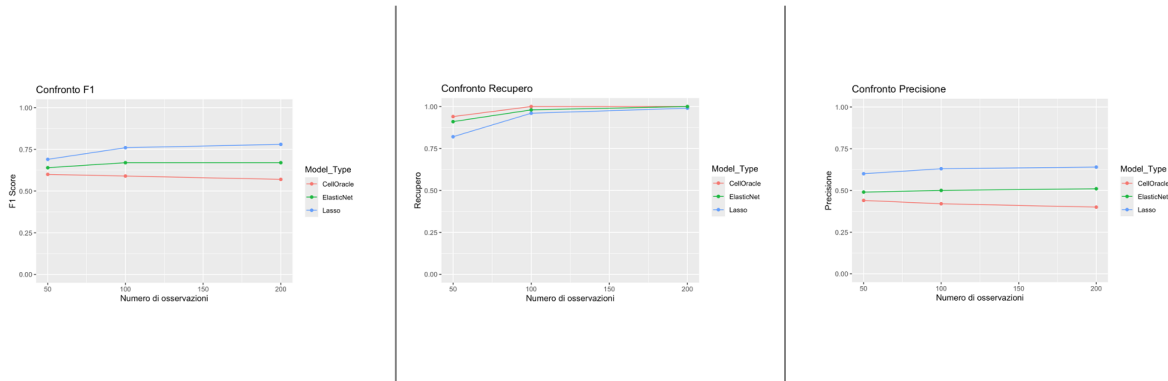 Confronto F1
1.00
0.75
0.50
0.25
0.00
F1 Score
50
100
150
200
Numero di osservazioni
Model_Type
CellOracle
ElasticNet
Lasso
Confronto Recupero
1.00
0.75
0.50
0.25
0.00
Recupero
50
100
150
200
Numero di osservazioni
Model_Type
CellOracle
ElasticNet
Lasso
Confronto Precisione
1.00
0.75
0.50
0.25
0.00
Precisione
50
100
150
200
Numero di osservazioni
Model_Type
CellOracle
ElasticNet
Lasso